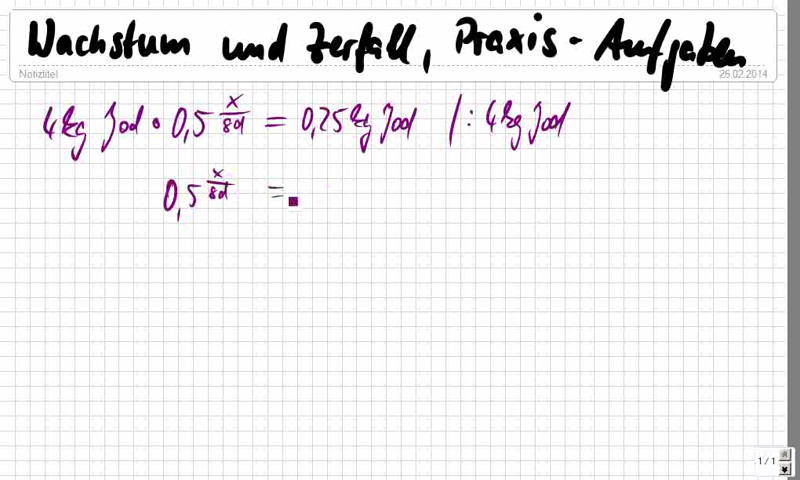 Wachstum und Zerfall, Praxis-Aufgaben
Notiztitel
26.02.2014
4kg Jod · 0,5^(x/8d) = 0,25kg Jod |: 4kg Jod
0,5^(x/8d) =
1/1